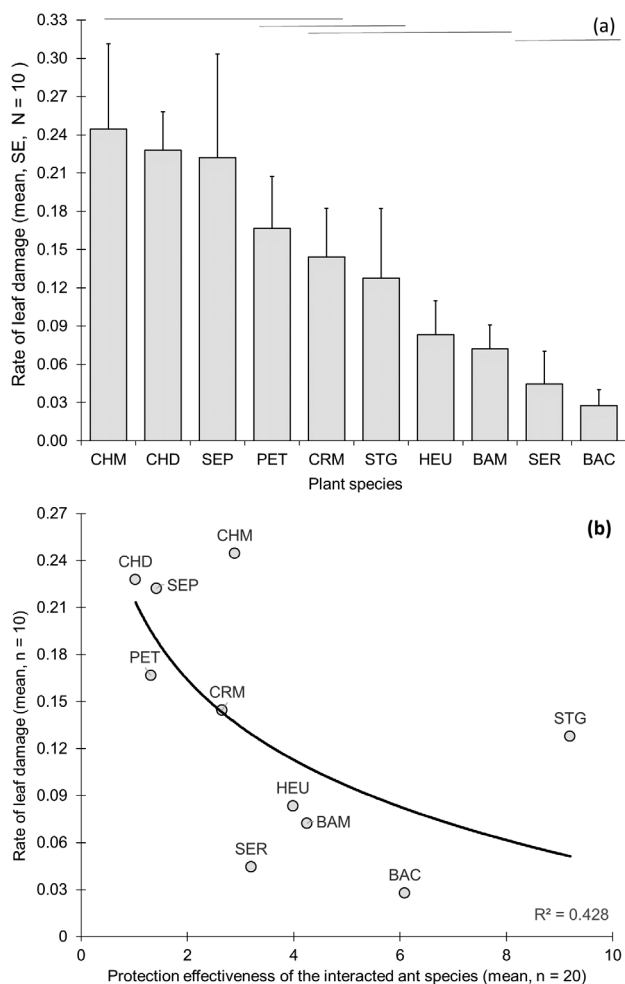 (a)
Rate of leaf damage (mean, SE, N = 10)
0.33
0.30
0.27
0.24
0.21
0.18
0.15
0.12
0.09
0.06
0.03
0.00
CHM CHD SEP PET CRM STG HEU BAM SER BAC
Plant species
(b)
Rate of leaf damage (mean, n = 10)
0.27
0.24
0.21
0.18
0.15
0.12
0.09
0.06
0.03
0
CHM
CHD
SEP
PET
CRM
STG
HEU
BAM
SER
BAC
R² = 0.428
0 2 4 6 8 10
Protection effectiveness of the interacted ant species (mean, n = 20)